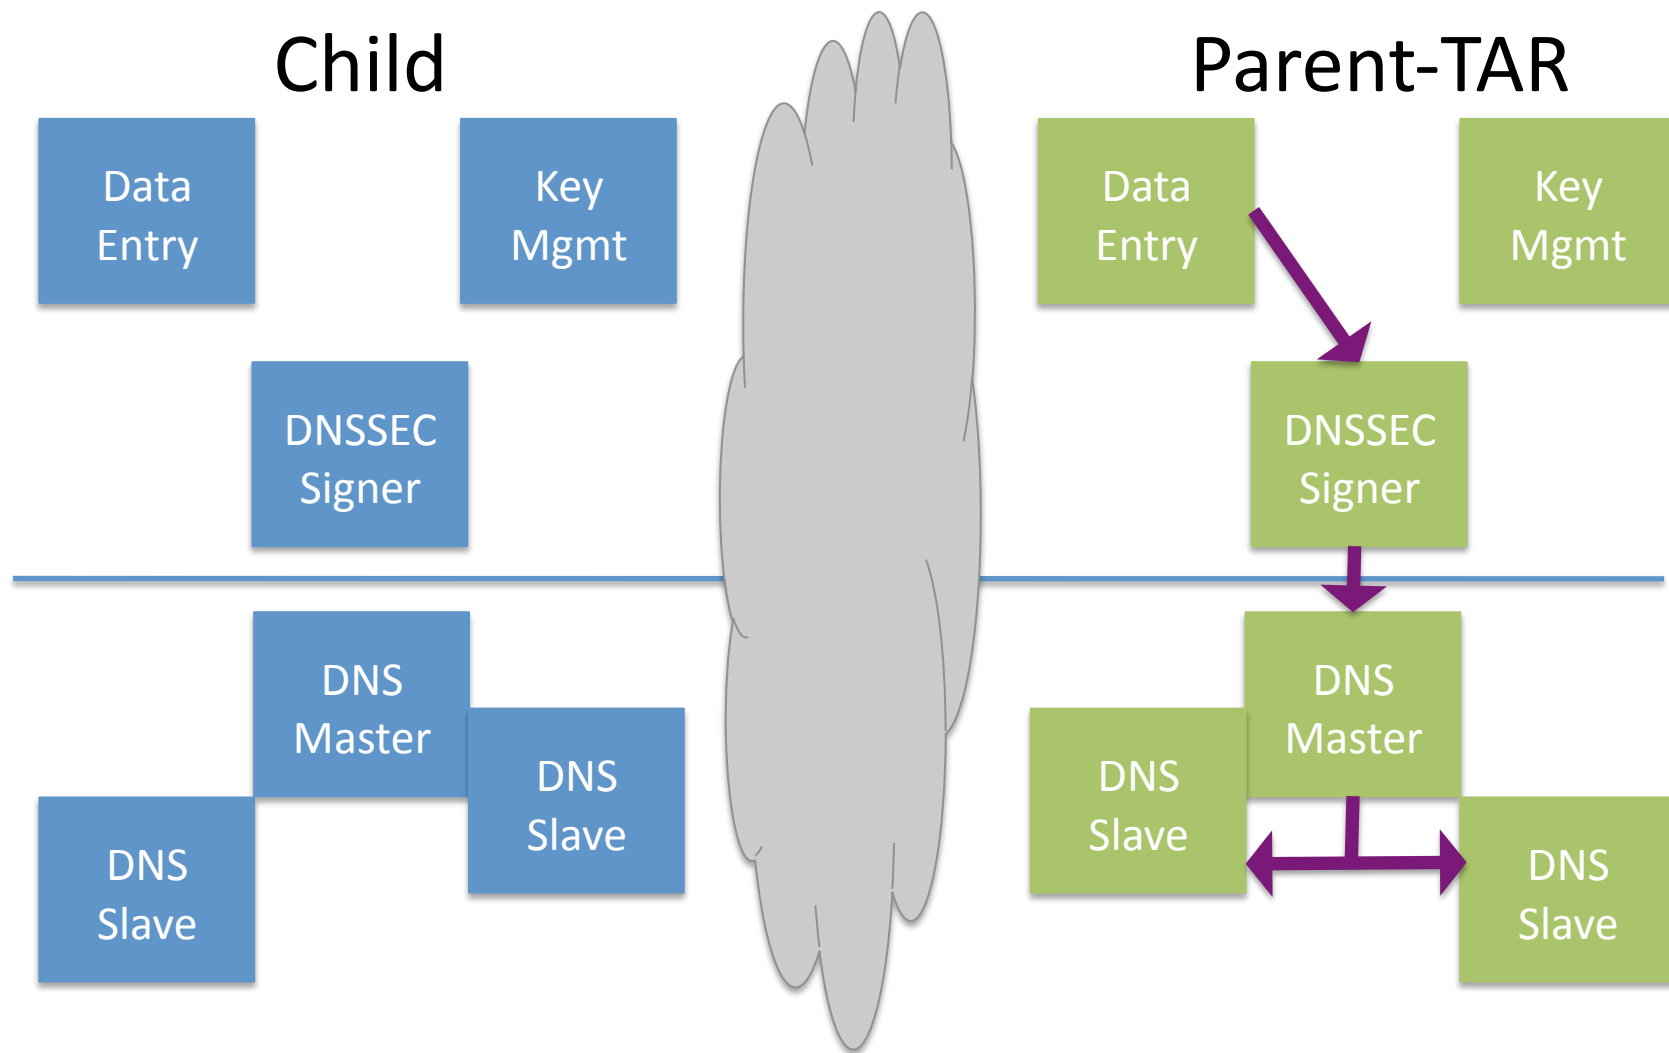 Child
Parent-TAR
Data
Entry
Key
Mgmt
Data
Entry
Key
Mgmt
DNSSEC
Signer
DNSSEC
Signer
DNS
Master
DNS
Slave
DNS
Slave
DNS
Master
DNS
Slave
DNS
Slave